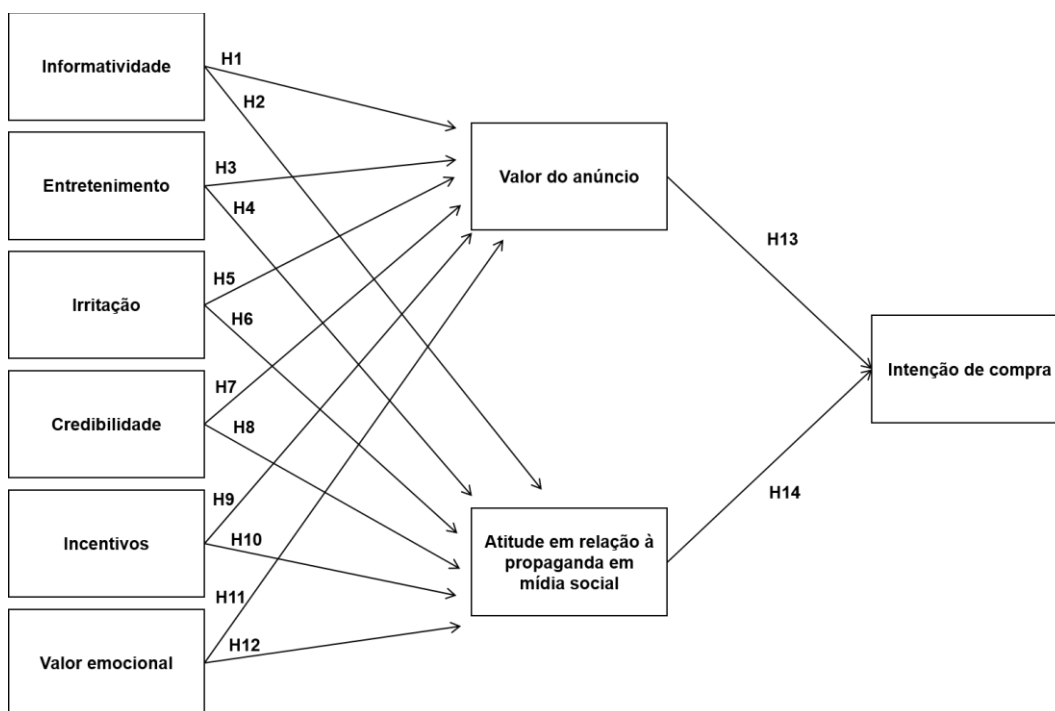 Informatividade
H1
H2
Entretenimento
H3
H4
Irritação
H5
H6
Credibilidade
H7
H8
Incentivos
H9
H10
Valor emocional
H11
H12
Valor do anúncio
H13
Atitude em relação à
propaganda em
mídia social
H14
Intenção de compra